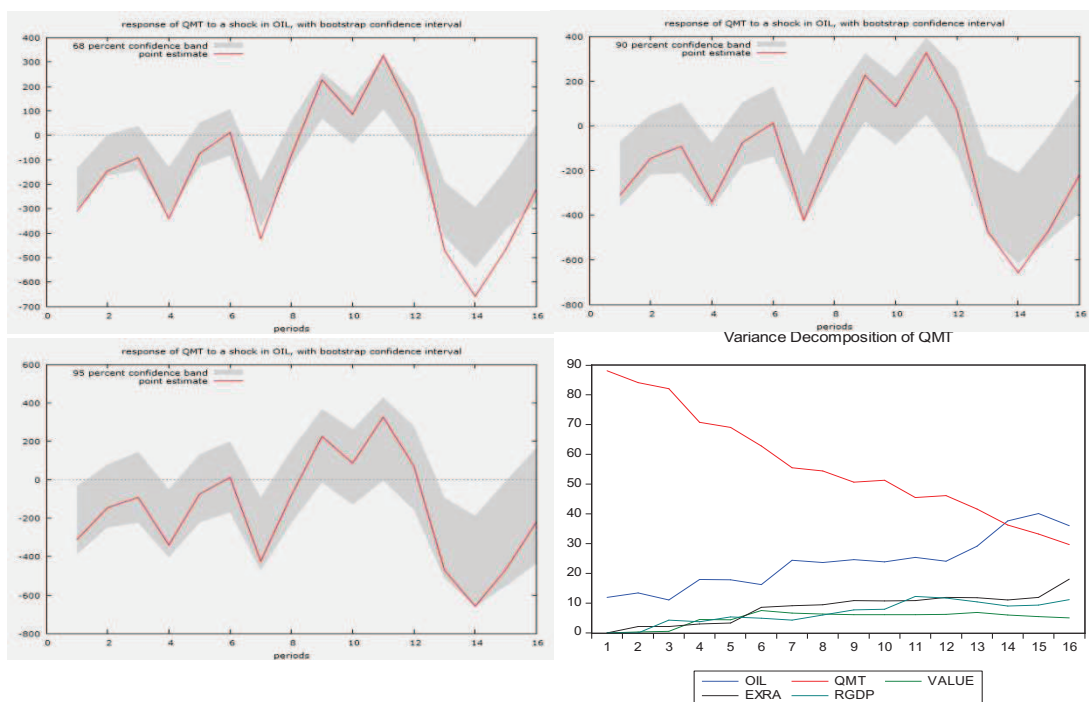 response of QMT to a shock in OIL, with bootstrap confidence interval
68 percent confidence band
point estimate
400
300
200
100
0
-100
-200
-300
-400
-500
-600
-700
0 2 4 6 8 10 12 14 16
periods
response of QMT to a shock in OIL, with bootstrap confidence interval
90 percent confidence band
point estimate
400
200
0
-200
-400
-600
-800
0 2 4 6 8 10 12 14 16
periods
response of QMT to a shock in OIL, with bootstrap confidence interval
95 percent confidence band
point estimate
600
400
200
0
-200
-400
-600
-800
0 2 4 6 8 10 12 14 16
periods
Variance Decomposition of QMT
90
80
70
60
50
40
30
20
10
0
1 2 3 4 5 6 7 8 9 10 11 12 13 14 15 16
OIL QMT VALUE
EXRA RGDP